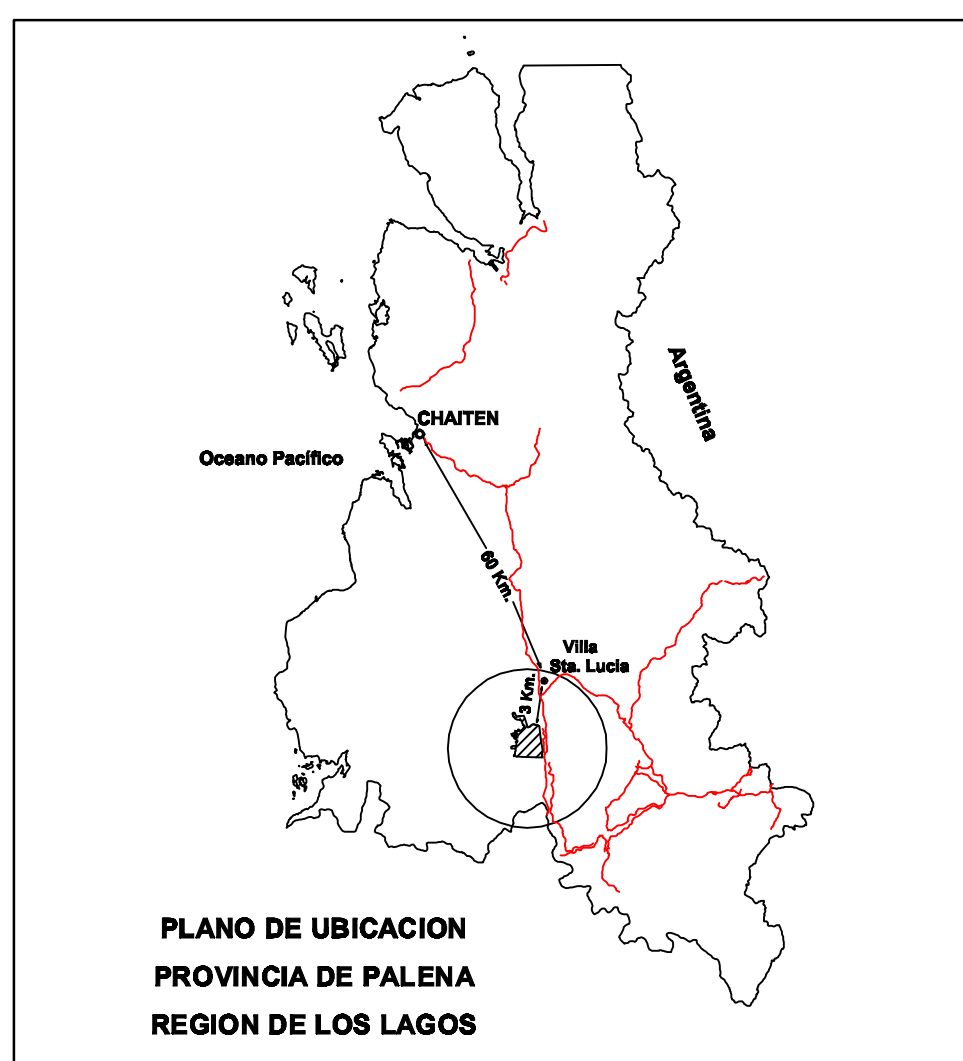 Argentina
CHAITEN
Oceano Pacífico
60 Km.
Villa
Sta. Lucia
3 Km.
PLANO DE UBICACION
PROVINCIA DE PALENA
REGION DE LOS LAGOS